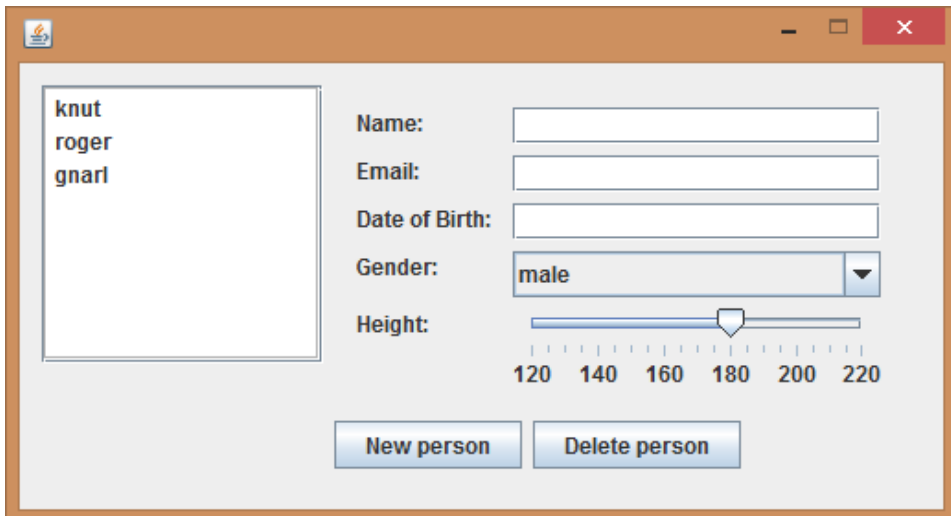 knut
roger
gnarl
Name:
Email:
Date of Birth:
Gender:
male
Height:
120 140 160 180 200 220
New person
Delete person